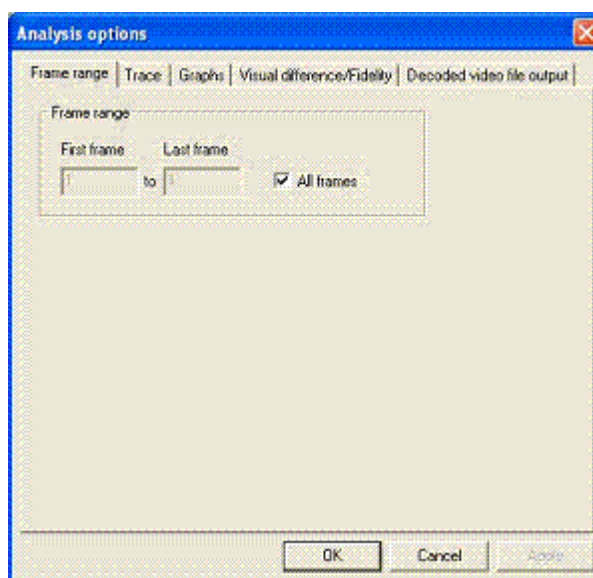 Analysis options
Frame range Trace Graphs Visual difference/Fidelity Decoded video file output
Frame range
First frame Last frame
1 to All frames
OK Cancel Apply